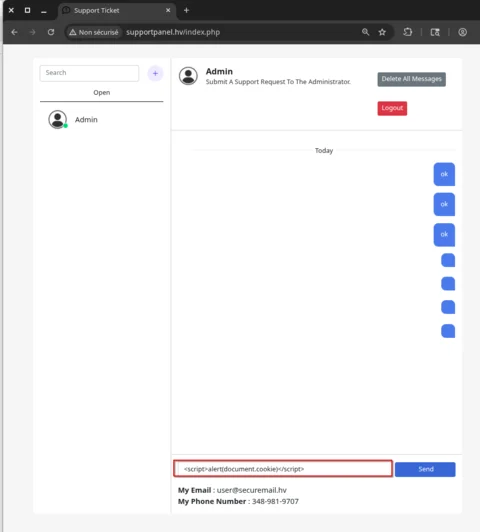 Support Ticket
Non sécurisé
supportpanel.hv/index.php
Search
+
Open
Admin
Admin
Submit A Support Request To The Administrator.
Delete All Messages
Logout
Today
ok
ok
ok
<script>alert(document.cookie)</script>
Send
My Email : user@securemail.hv
My Phone Number : 348-981-9707